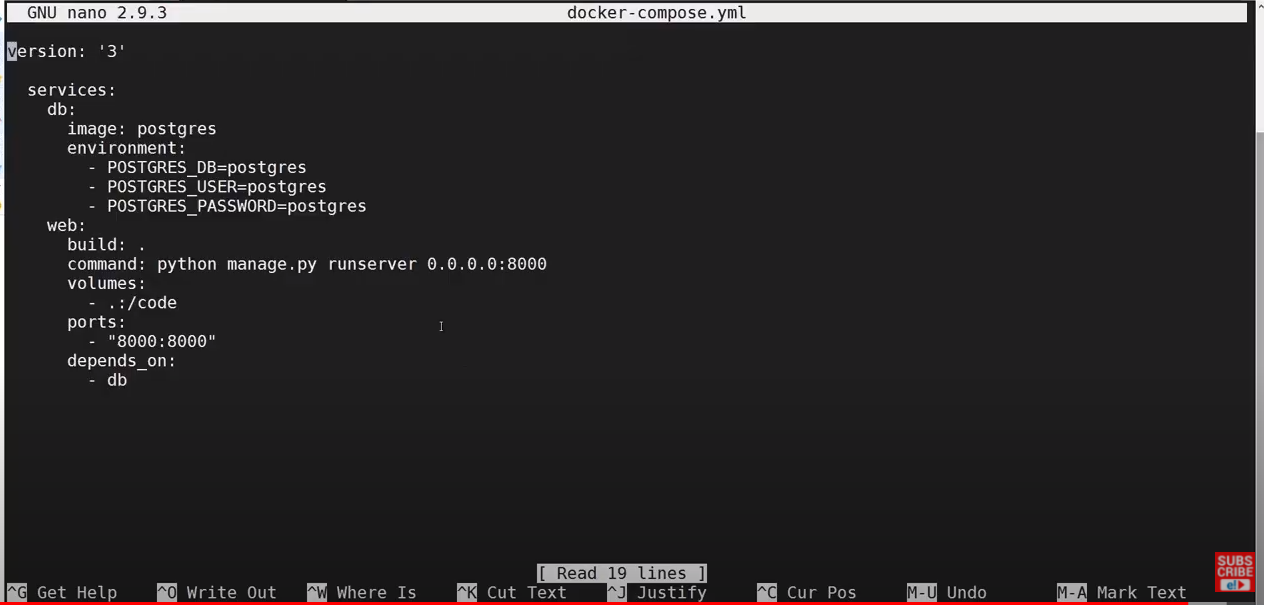 GNU nano 2.9.3 docker-compose.yml
version: '3'
services:
db:
image: postgres
environment:
- POSTGRES_DB=postgres
- POSTGRES_USER=postgres
- POSTGRES_PASSWORD=postgres
web:
build: .
command: python manage.py runserver 0.0.0.0:8000
volumes:
- .:/code
ports:
- "8000:8000"
depends_on:
- db
[ Read 19 lines ]
^G Get Help ^O Write Out ^W Where Is ^K Cut Text ^J Justify ^C Cur Pos M-U Undo M-A Mark Text
SUBS
CRIBE
e!